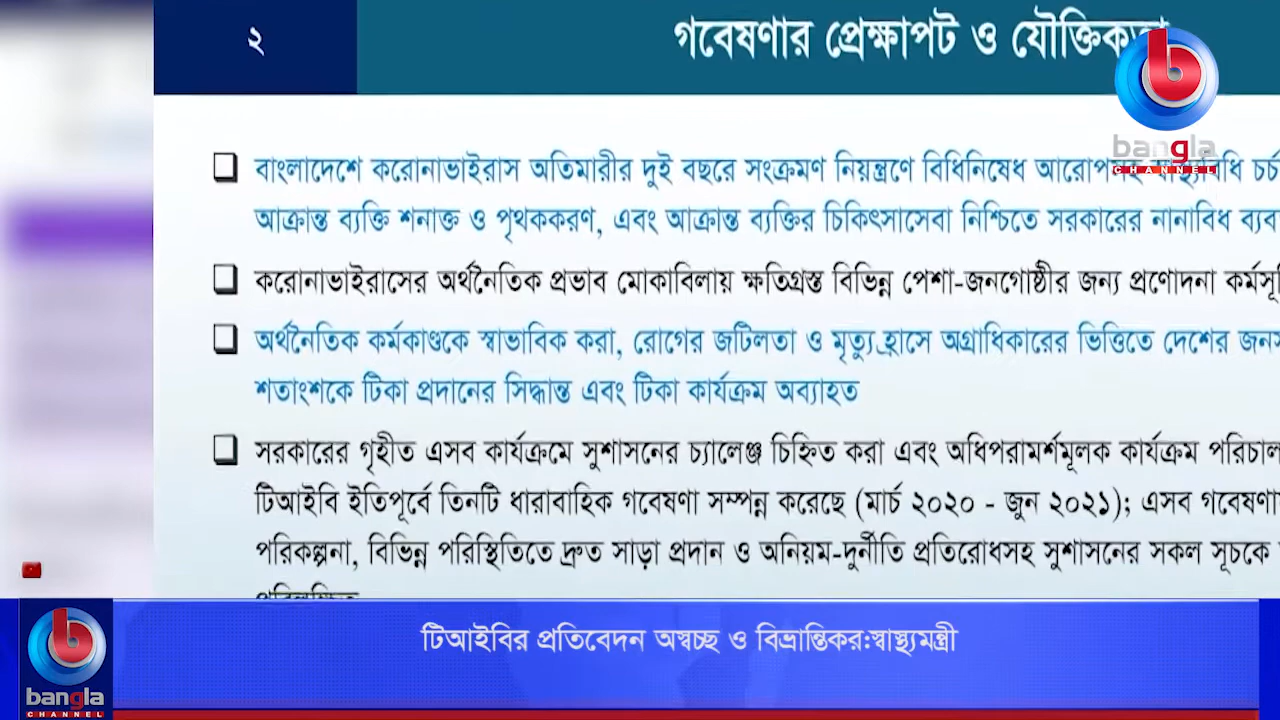 ২
গবেষণার প্রেক্ষাপট ও যৌক্তিকতা
bangla
CHANNEL
বাংলাদেশে করোনাভাইরাস অতিমারীর দুই বছরে সংক্রমণ নিয়ন্ত্রণে বিধিনিষেধ আরোপসহ স্বাস্থ্যবিধি
আক্রান্ত ব্যক্তি শনাক্ত ও পৃথককরণ, এবং আক্রান্ত ব্যক্তির চিকিৎসাসেবা নিশ্চিতে সরকারের নানাবিধ
করোনাভাইরাসের অর্থনৈতিক প্রভাব মোকাবিলায় ক্ষতিগ্রস্ত বিভিন্ন পেশা-জনগোষ্ঠীর জন্য প্রণোদনা
অর্থনৈতিক কর্মকাণ্ডকে স্বাভাবিক করা, রোগের জটিলতা ও মৃত্যু হ্রাসে অগ্রাধিকারের ভিত্তিতে দেশের
শতাংশকে টিকা প্রদানের সিদ্ধান্ত এবং টিকা কার্যক্রম অব্যাহত
সরকারের গৃহীত এসব কার্যক্রমে সুশাসনের চ্যালেঞ্জ চিহ্নিত করা এবং অধিপরামর্শমূলক কার্যক্রম
টিআইবি ইতিপূর্বে তিনটি ধারাবাহিক গবেষণা সম্পন্ন করেছে (মার্চ ২০২০ - জুন ২০২১); এসব
পরিকল্পনা, বিভিন্ন পরিস্থিতিতে দ্রুত সাড়া প্রদান ও অনিয়ম-দুর্নীতি প্রতিরোধসহ সুশাসনের সকল সূচকে
টিআইবির প্রতিবেদন অস্বচ্ছ ও বিভ্রান্তিকর:স্বাস্থ্যমন্ত্রী
bangla
CHANNEL